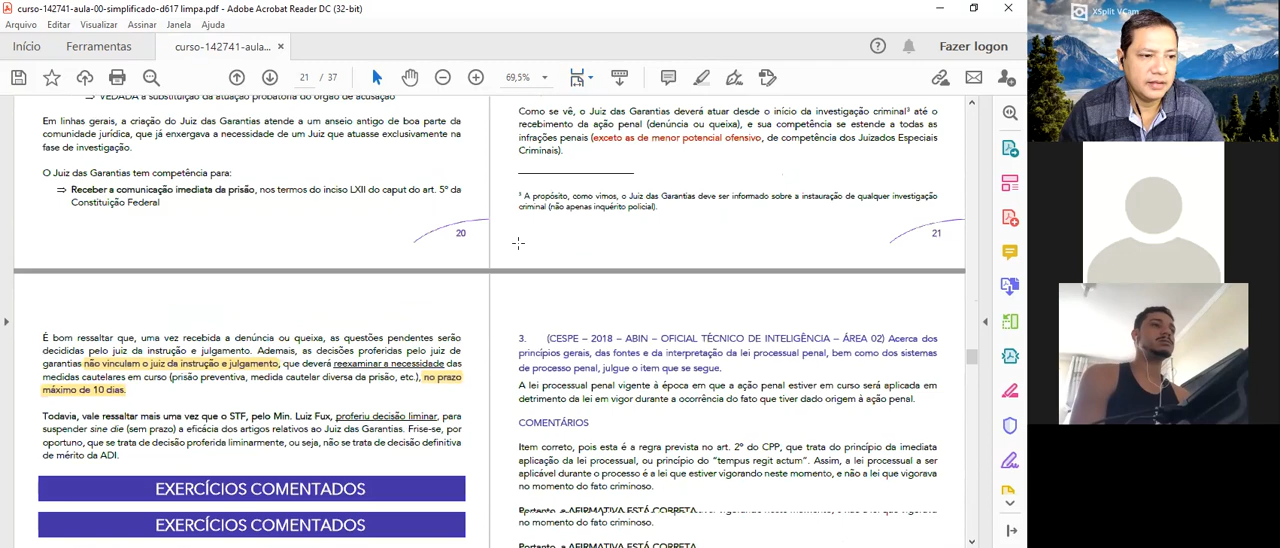 curso-142741-aula-00-simplificado-d617 limpa.pdf - Adobe Acrobat Reader DC (32-bit)
Arquivo Editar Visualizar Assinar Janela Ajuda
Início Ferramentas curso-142741-aula... × Fazer logon
21 / 37 69,5%
⇒ VEDADA a substituição da atuação probatória do órgão de acusação
Em linhas gerais, a criação do Juiz das Garantias atende a um anseio antigo de boa parte da
comunidade jurídica, que já enxergava a necessidade de um Juiz que atuasse exclusivamente na
fase de investigação.
O Juiz das Garantias tem competência para:
⇒ Receber a comunicação imediata da prisão, nos termos do inciso LXII do caput do art. 5º da
Constituição Federal
20
Como se vê, o Juiz das Garantias deverá atuar desde o início da investigação criminal³ até o
recebimento da ação penal (denúncia ou queixa), e sua competência se estende a todas as
infrações penais (exceto as de menor potencial ofensivo, de competência dos Juizados Especiais
Criminais).
³ A propósito, como vimos, o Juiz das Garantias deve ser informado sobre a instauração de qualquer investigação
criminal (não apenas inquérito policial).
21
É bom ressaltar que, uma vez recebida a denúncia ou queixa, as questões pendentes serão
decididas pelo juiz da instrução e julgamento. Ademais, as decisões proferidas pelo juiz de
garantias não vinculam o juiz da instrução e julgamento, que deverá reexaminar a necessidade das
medidas cautelares em curso (prisão preventiva, medida cautelar diversa da prisão, etc.), no prazo
máximo de 10 dias.
Todavia, vale ressaltar mais uma vez que o STF, pelo Min. Luiz Fux, proferiu decisão liminar, para
suspender sine die (sem prazo) a eficácia dos artigos relativos ao Juiz das Garantias. Frise-se, por
oportuno, que se trata de decisão proferida liminarmente, ou seja, não se trata de decisão definitiva
de mérito da ADI.
EXERCÍCIOS COMENTADOS
EXERCÍCIOS COMENTADOS
3. (CESPE – 2018 – ABIN – OFICIAL TÉCNICO DE INTELIGÊNCIA – ÁREA 02) Acerca dos
princípios gerais, das fontes e da interpretação da lei processual penal, bem como dos sistemas
de processo penal, julgue o item que se segue.
A lei processual penal vigente à época em que a ação penal estiver em curso será aplicada em
detrimento da lei em vigor durante a ocorrência do fato que tiver dado origem à ação penal.
COMENTÁRIOS
Item correto, pois esta é a regra prevista no art. 2º do CPP, que trata do princípio da imediata
aplicação da lei processual, ou princípio do “tempus regit actum”. Assim, a lei processual a ser
aplicável durante o processo é a lei que estiver vigorando neste momento, e não a lei que vigorava
no momento do fato criminoso.
Portanto, a AFIRMATIVA ESTÁ CORRETA
no momento do fato criminoso.
Portanto, a AFIRMATIVA ESTÁ CORRETA
XSplit VCam